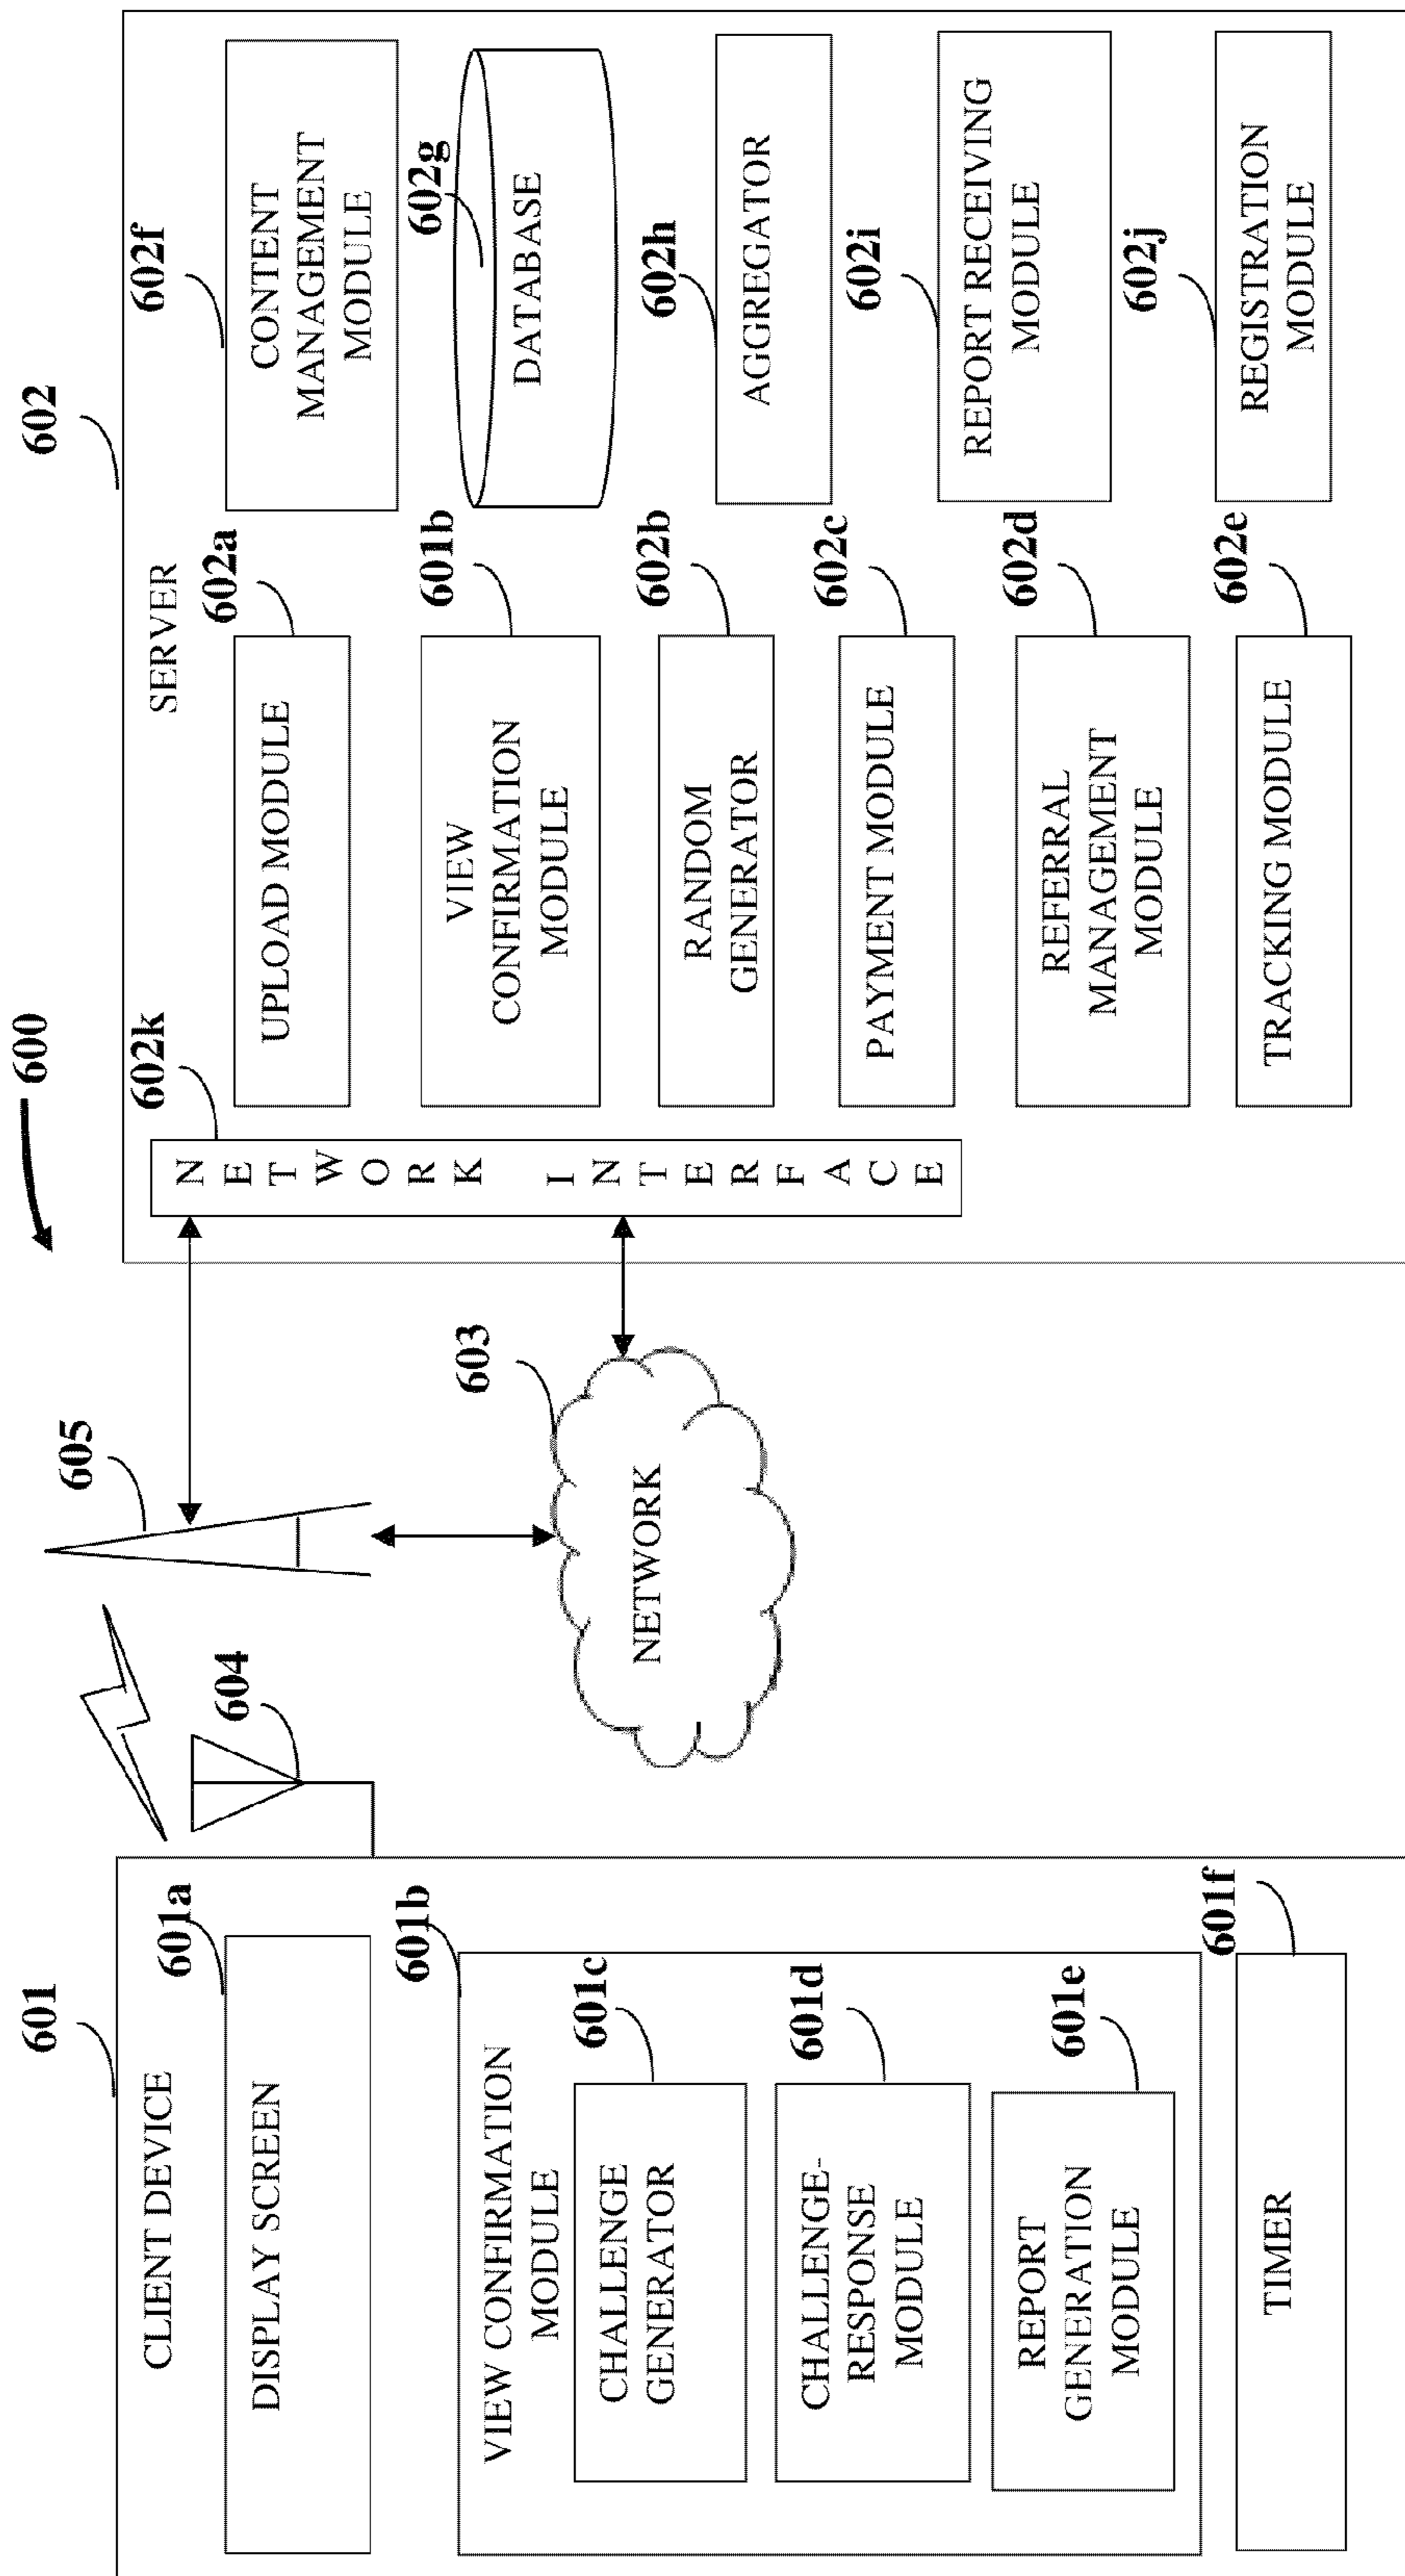 600
601
CLIENT DEVICE
601a
DISPLAY SCREEN
601b
VIEW CONFIRMATION
MODULE
601c
CHALLENGE
GENERATOR
601d
CHALLENGE-
RESPONSE
MODULE
601e
REPORT
GENERATION
MODULE
601f
TIMER
604
605
603
NETWORK
602
SERVER
602k
NETWORK INTERFACE
602a
UPLOAD MODULE
601b
VIEW
CONFIRMATION
MODULE
602b
RANDOM
GENERATOR
602c
PAYMENT MODULE
602d
REFERRAL
MANAGEMENT
MODULE
602e
TRACKING MODULE
602f
CONTENT
MANAGEMENT
MODULE
602g
DATABASE
602h
AGGREGATOR
602i
REPORT RECEIVING
MODULE
602j
REGISTRATION
MODULE